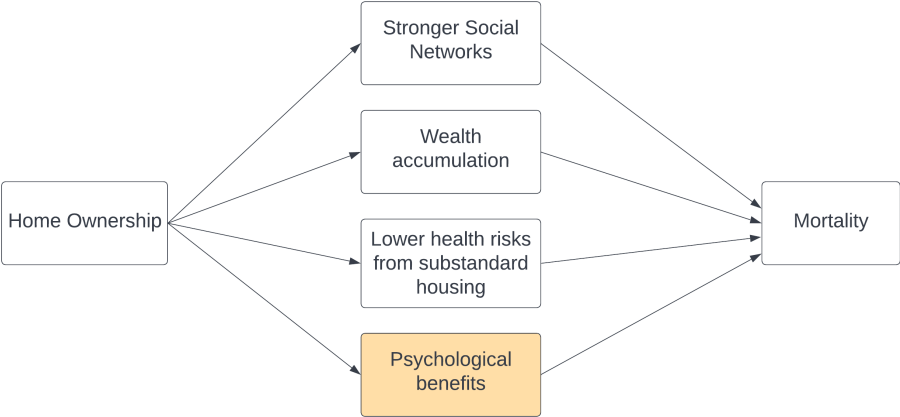 Stronger Social
Networks
Wealth
accumulation
Home Ownership
Lower health risks
from substandard
housing
Mortality
Psychological
benefits